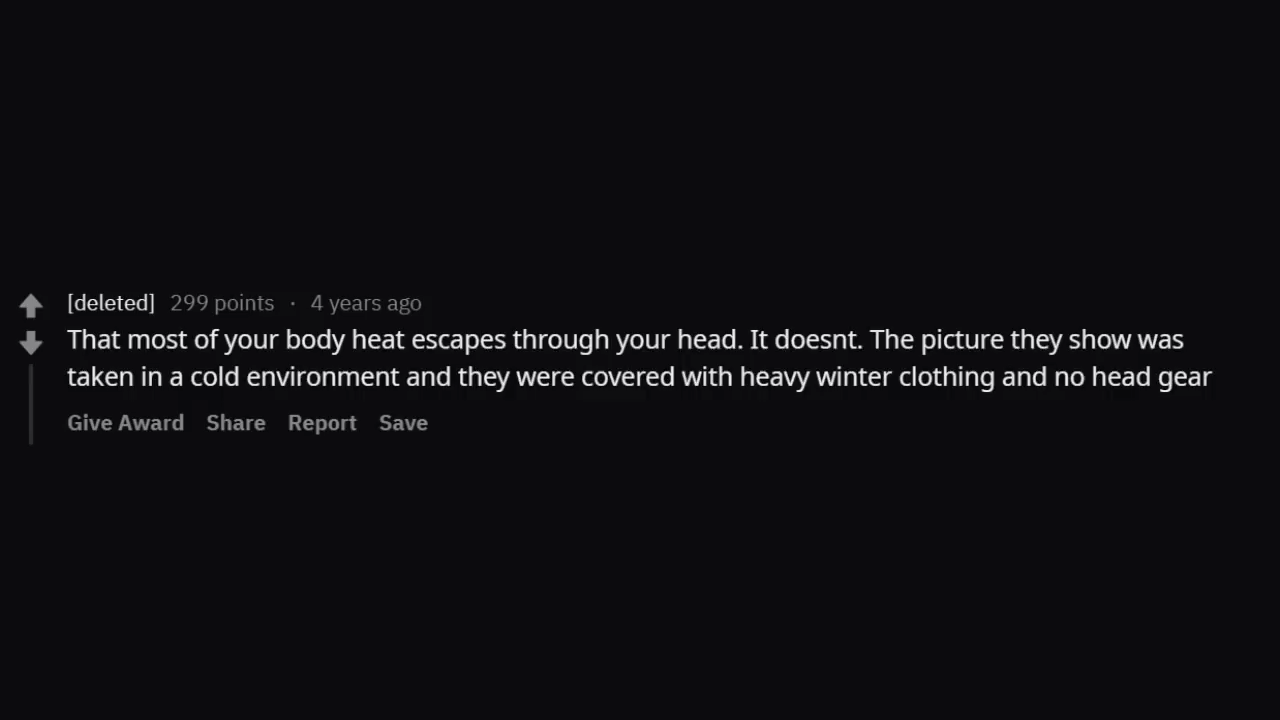 [deleted] 299 points · 4 years ago
That most of your body heat escapes through your head. It doesnt. The picture they show was
taken in a cold environment and they were covered with heavy winter clothing and no head gear
Give Award Share Report Save